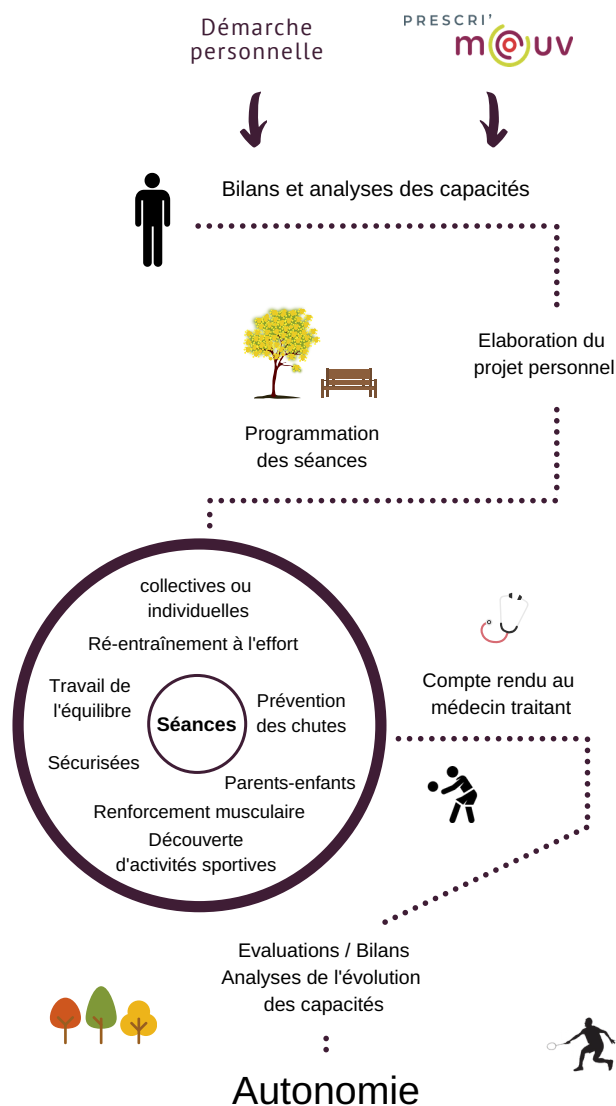 Démarche
personnelle
PRESCRI'
m@uv
Bilans et analyses des capacités
Elaboration du
projet personnel
Programmation
des séances
collectives ou
individuelles
Ré-entraînement à l'effort
Travail de
l'équilibre
Séances
Prévention
des chutes
Sécurisées
Parents-enfants
Renforcement musculaire
Découverte
d'activités sportives
Compte rendu au
médecin traitant
Evaluations / Bilans
Analyses de l'évolution
des capacités
Autonomie